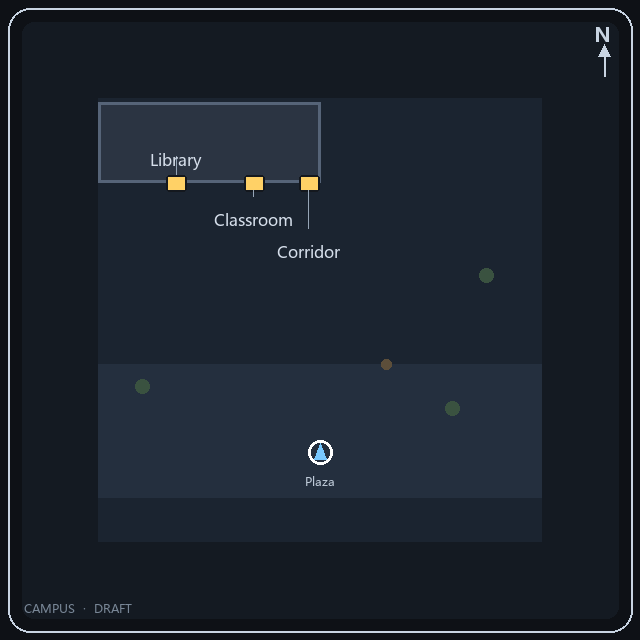 N
Library
Classroom
Corridor
Plaza
CAMPUS · DRAFT